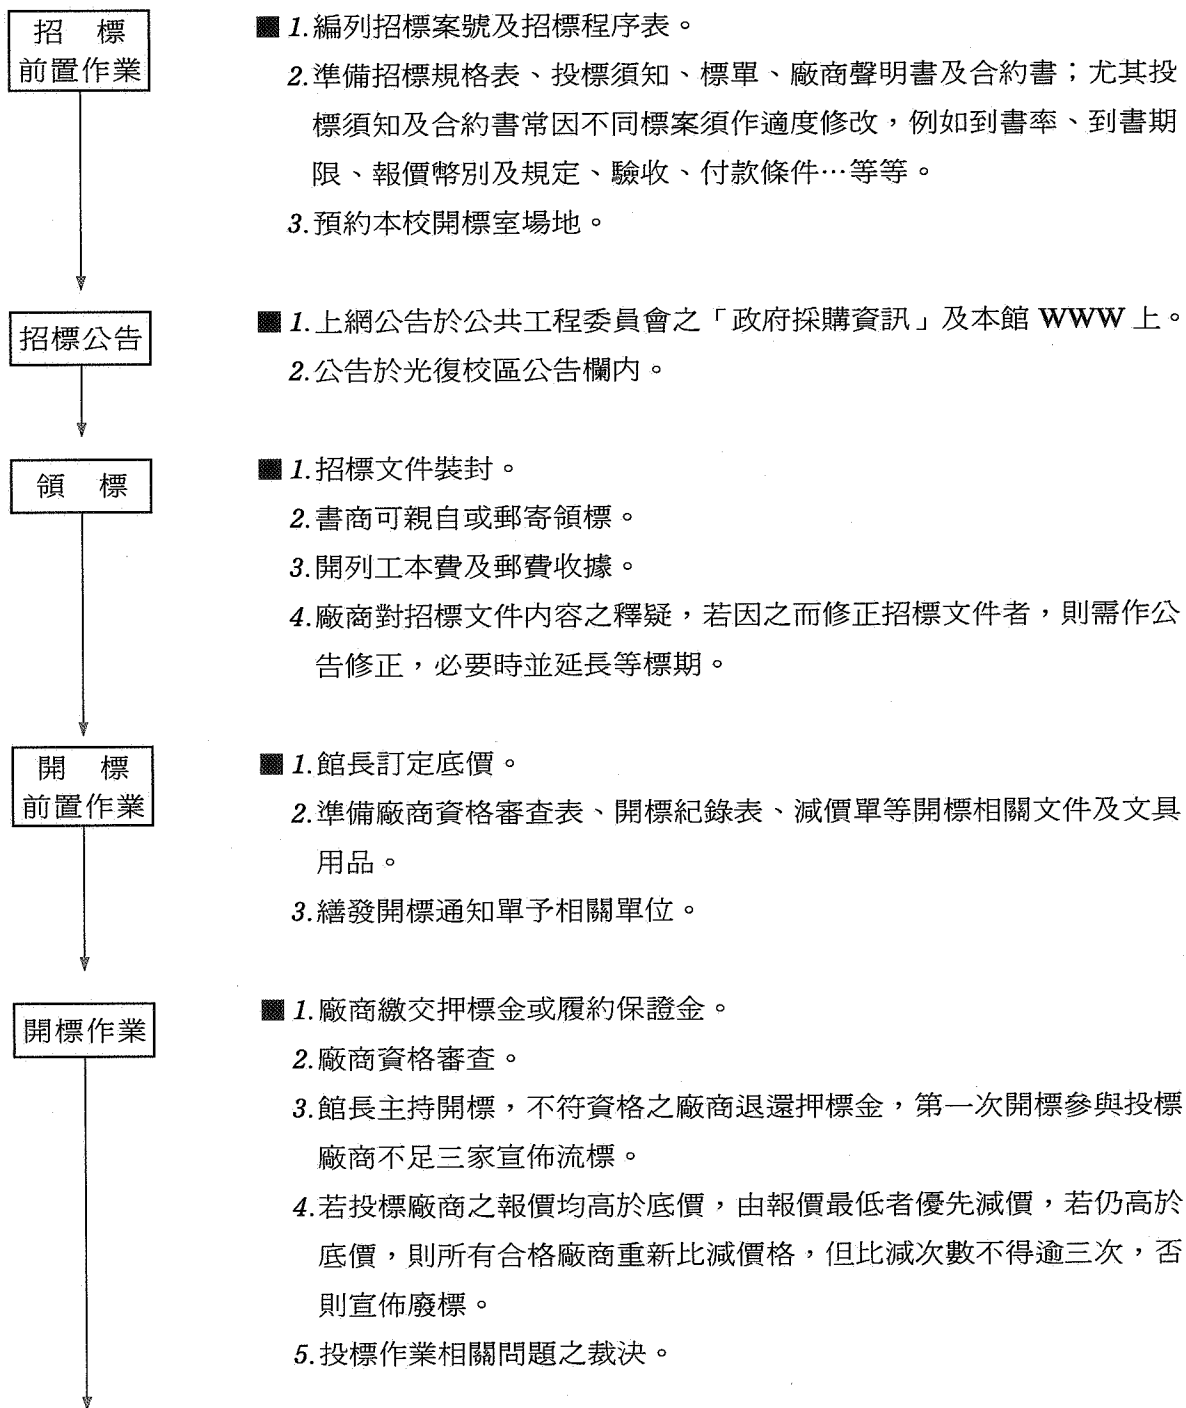 招標
前置作業
■1.編列招標案號及招標程序表。
2.準備招標規格表、投標須知、標單、廠商聲明書及合約書；尤其投
標須知及合約書常因不同標案須作適度修改，例如到書率、到書期
限、報價幣別及規定、驗收、付款條件…等等。
3.預約本校開標室場地。
招標公告
■1.上網公告於公共工程委員會之「政府採購資訊」及本館 WWW 上。
2.公告於光復校區公告欄內。
領標
■1.招標文件裝封。
2.書商可親自或郵寄領標。
3.開列工本費及郵費收據。
4.廠商對招標文件內容之釋疑，若因之而修正招標文件者，則需作公
告修正，必要時並延長等標期。
開標
前置作業
■1.館長訂定底價。
2.準備廠商資格審查表、開標紀錄表、減價單等開標相關文件及文具
用品。
3.繕發開標通知單予相關單位。
開標作業
■1.廠商繳交押標金或履約保證金。
2.廠商資格審查。
3.館長主持開標，不符資格之廠商退還押標金，第一次開標參與投標
廠商不足三家宣佈流標。
4.若投標廠商之報價均高於底價，由報價最低者優先減價，若仍高於
底價，則所有合格廠商重新比減價格，但比減次數不得逾三次，否
則宣佈廢標。
5.投標作業相關問題之裁決。